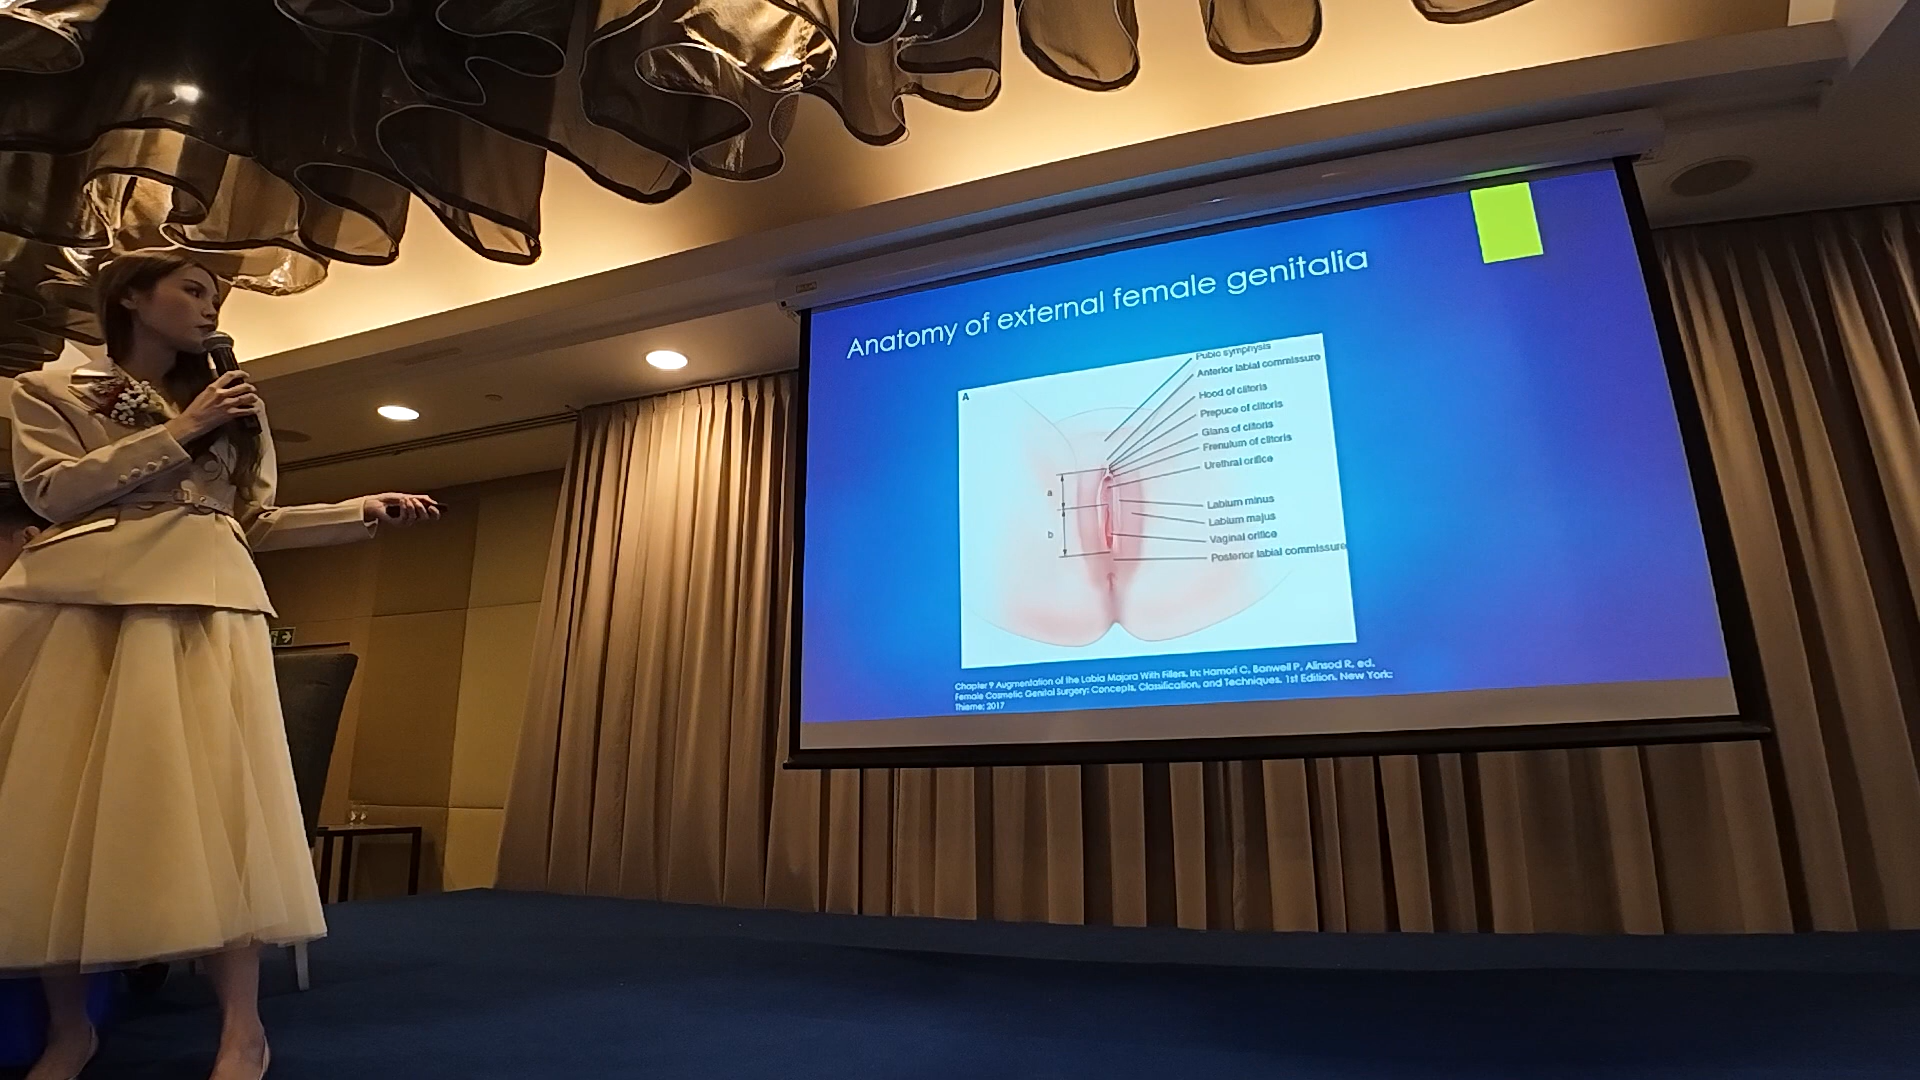 Anatomy of external female genitalia
A
Pubic symphysis
Anterior labial commissure
Hood of clitoris
Prepuce of clitoris
Glans of clitoris
Frenulum of clitoris
Urethral orifice
a
Labium minus
Labium majus
b
Vaginal orifice
Posterior labial commissure
Chapter 9 Augmentation of the Labia Majora With Fillers. In: Hamori C, Banwell P, Alinsod R, ed.
Female Cosmetic Genital Surgery: Concepts, Classification, and Techniques. 1st Edition. New York:
Thieme; 2017